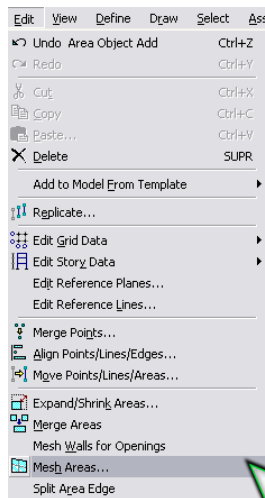 Edit View Define Draw Select Ass
Undo Area Object Add Ctrl+Z
Redo Ctrl+Y
Cut Ctrl+X
Copy Ctrl+C
Paste... Ctrl+V
Delete SUPR
Add to Model From Template
Replicate...
Edit Grid Data
Edit Story Data
Edit Reference Planes...
Edit Reference Lines...
Merge Points...
Align Points/Lines/Edges...
Move Points/Lines/Areas...
Expand/Shrink Areas...
Merge Areas
Mesh Walls for Openings
Mesh Areas...
Split Area Edge